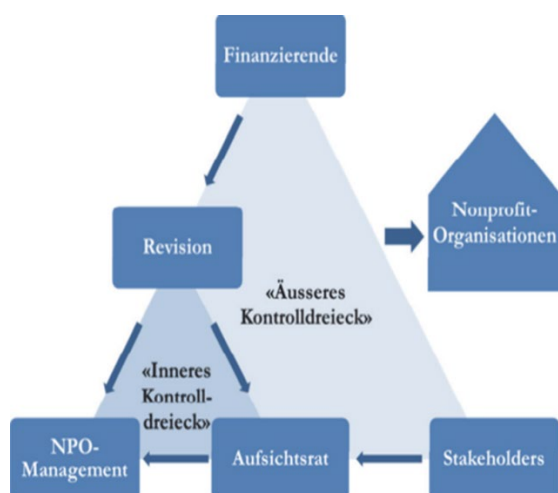 Finanzierende
Revision
Nonprofit-
Organisationen
«Äusseres
Kontrolldreieck»
«Inneres
Kontroll-
dreieck»
NPO-
Management
Aufsichtsrat
Stakeholders